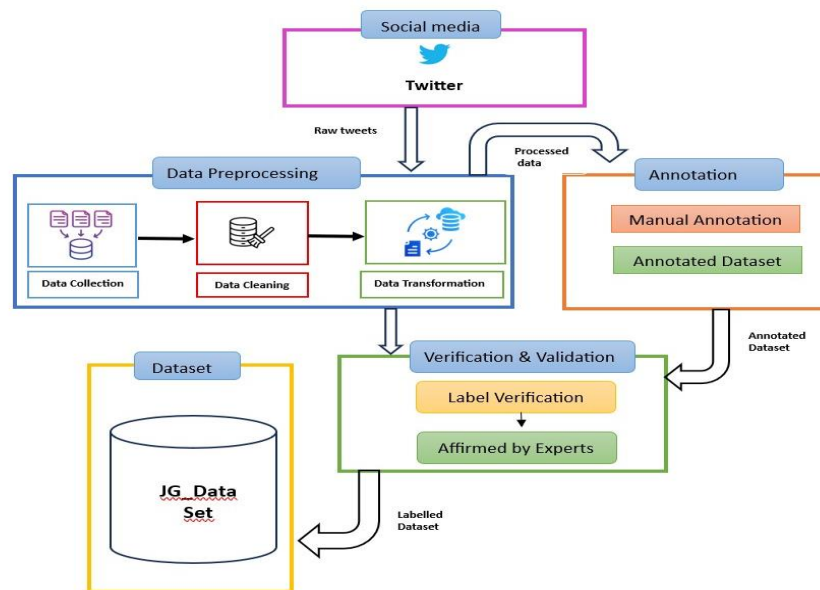 Social media
Twitter
Raw tweets
Processed
data
Data Preprocessing
Data Collection
Data Cleaning
Data Transformation
Annotation
Manual Annotation
Annotated Dataset
Annotated
Dataset
Verification & Validation
Label Verification
Affirmed by Experts
Labelled
Dataset
Dataset
JG_Data
Set